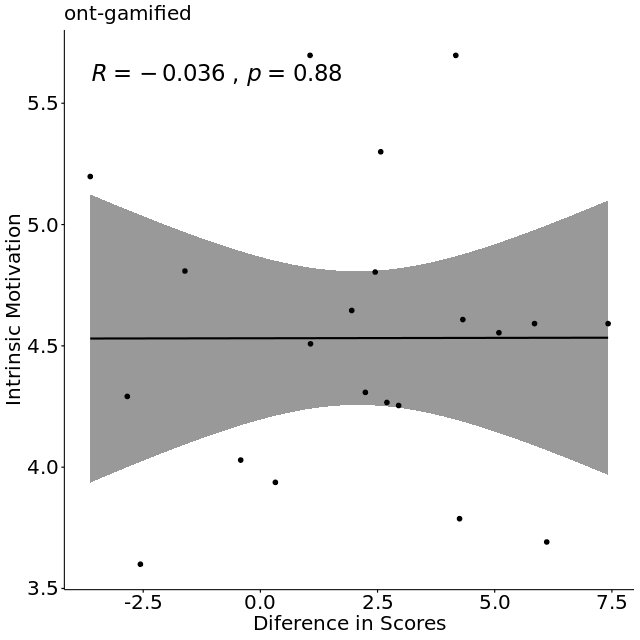 ont-gamified
R = −0.036 , p = 0.88
5.5
5.0
4.5
4.0
3.5
Intrinsic Motivation
-2.5 0.0 2.5 5.0 7.5
Diference in Scores